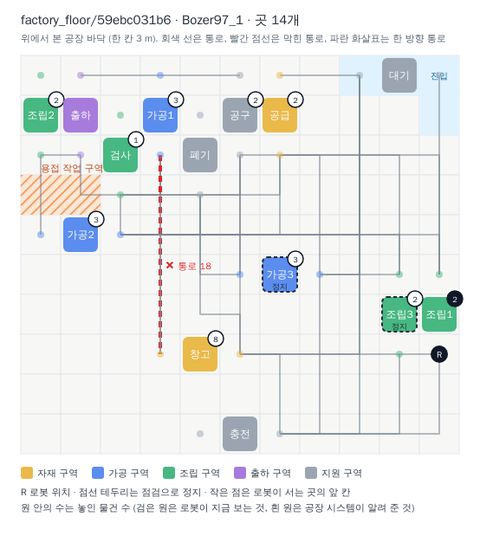 factory_floor/59ebc031b6 · Bozer97_1 · 곳 14개
위에서 본 공장 바닥 (한 칸 3 m). 회색 선은 통로, 빨간 점선은 막힌 통로, 파란 화살표는 한 방향 통로
대기
진입
조립2 2
출하
가공1 3
공구 2
공급 2
검사 1
폐기
용접 작업 구역
가공2 3
✕ 통로 18
가공3 3
정지
조립3 2
정지
조립1 2
창고 8
R
충전
자재 구역 가공 구역 조립 구역 출하 구역 지원 구역
R 로봇 위치 · 점선 테두리는 점검으로 정지 · 작은 점은 로봇이 서는 곳의 앞 칸
원 안의 수는 놓인 물건 수 (검은 원은 로봇이 지금 보는 것, 흰 원은 공장 시스템이 알려 준 것)